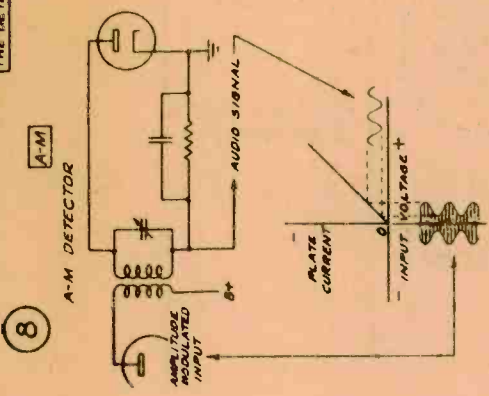 8
A-M
A-M DETECTOR
AMPLITUDE
MODULATED
INPUT
B+
AUDIO SIGNAL
PLATE
CURRENT
O
- INPUT VOLTAGE +